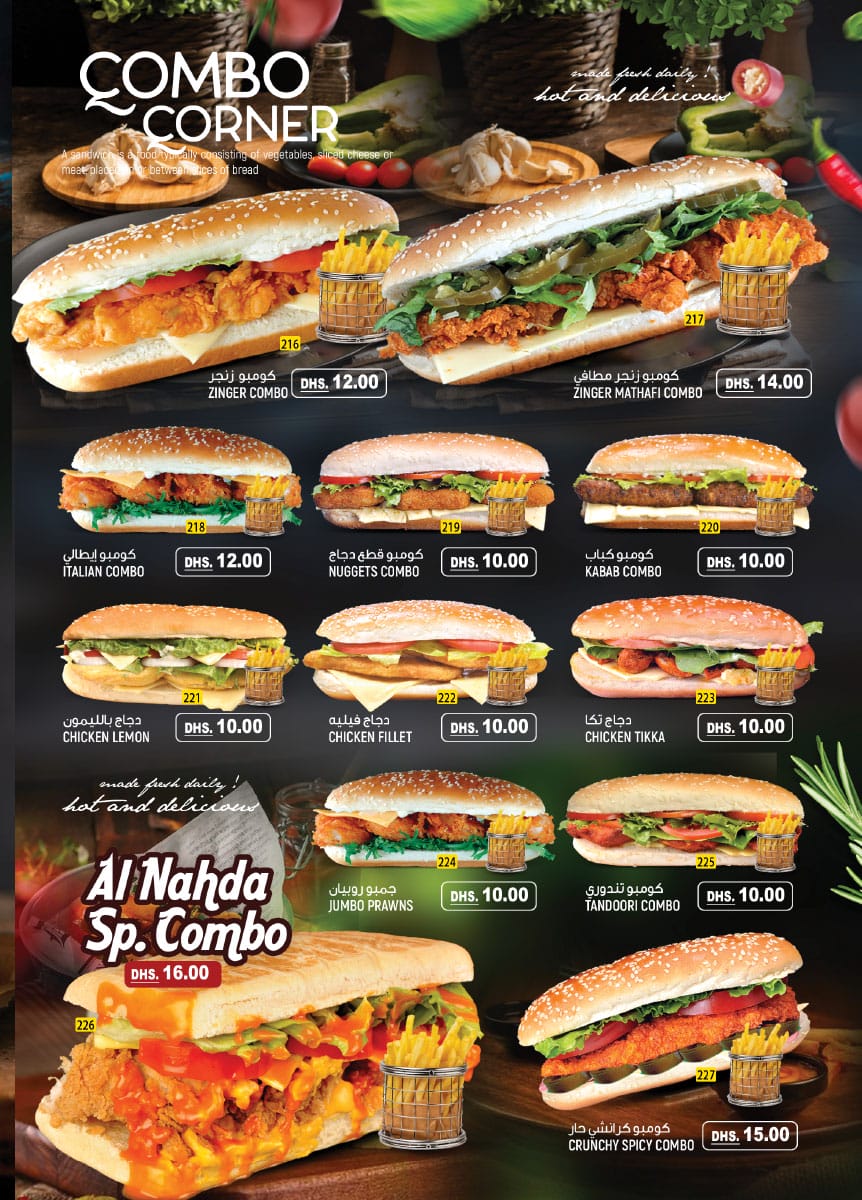 COMBO
CORNER
made fresh daily !
hot and delicious
A sandwich is a food typically consisting of vegetables, sliced cheese or
meat, placed on or between slices of bread
216
كومبو زنجر
ZINGER COMBO
DHS. 12.00
217
كومبو زنجر مطافي
ZINGER MATHAFI COMBO
DHS. 14.00
218
كومبو إيطالي
ITALIAN COMBO
DHS. 12.00
219
كومبو قطع دجاج
NUGGETS COMBO
DHS. 10.00
220
كومبو كباب
KABAB COMBO
DHS. 10.00
221
دجاج بالليمون
CHICKEN LEMON
DHS. 10.00
222
دجاج فيليه
CHICKEN FILLET
DHS. 10.00
223
دجاج تكا
CHICKEN TIKKA
DHS. 10.00
made fresh daily !
hot and delicious
224
جمبو روبيان
JUMBO PRAWNS
DHS. 10.00
225
كومبو تندوري
TANDOORI COMBO
DHS. 10.00
Al Nahda
Sp. Combo
DHS. 16.00
226
227
كومبو كرانشي حار
CRUNCHY SPICY COMBO
DHS. 15.00